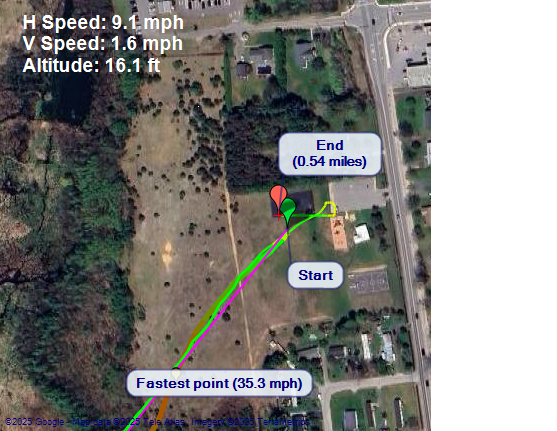 H Speed: 9.1 mph
V Speed: 1.6 mph
Altitude: 16.1 ft
End
(0.54 miles)
Start
Fastest point (35.3 mph)
©2025 Google - Map data ©2025 Tele Atlas, Imagery ©2025 TerraMetrics